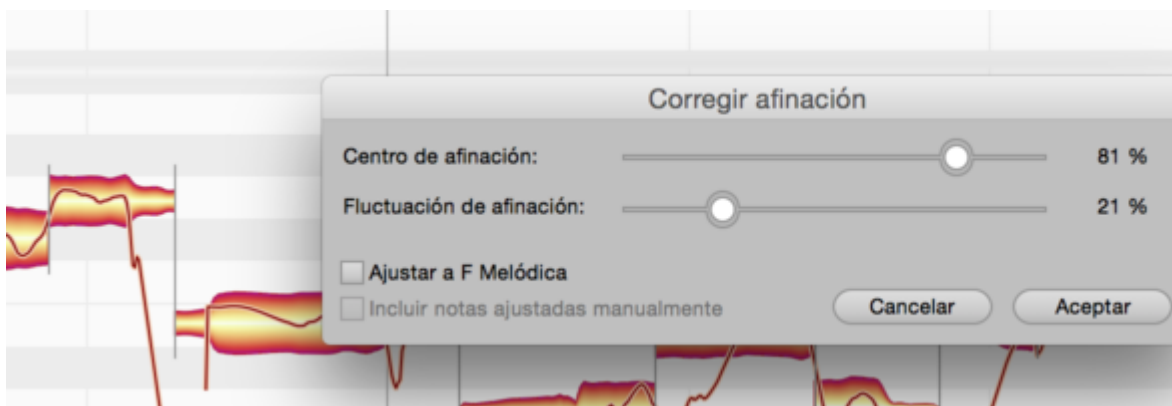 Corregir afinación
Centro de afinación: 81 %
Fluctuación de afinación: 21 %
Ajustar a F Melódica
Incluir notas ajustadas manualmente
Cancelar Aceptar